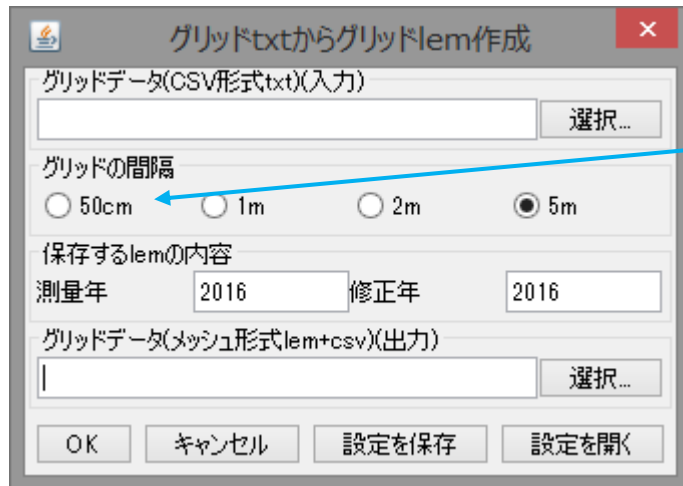 グリッドtxtからグリッドlem作成
グリッドデータ(CSV形式txt)(入力)
選択...
グリッドの間隔
50cm 1m 2m 5m
保存するlemの内容
測量年 2016 修正年 2016
グリッドデータ(メッシュ形式lem+csv)(出力)
選択...
OK キャンセル 設定を保存 設定を開く